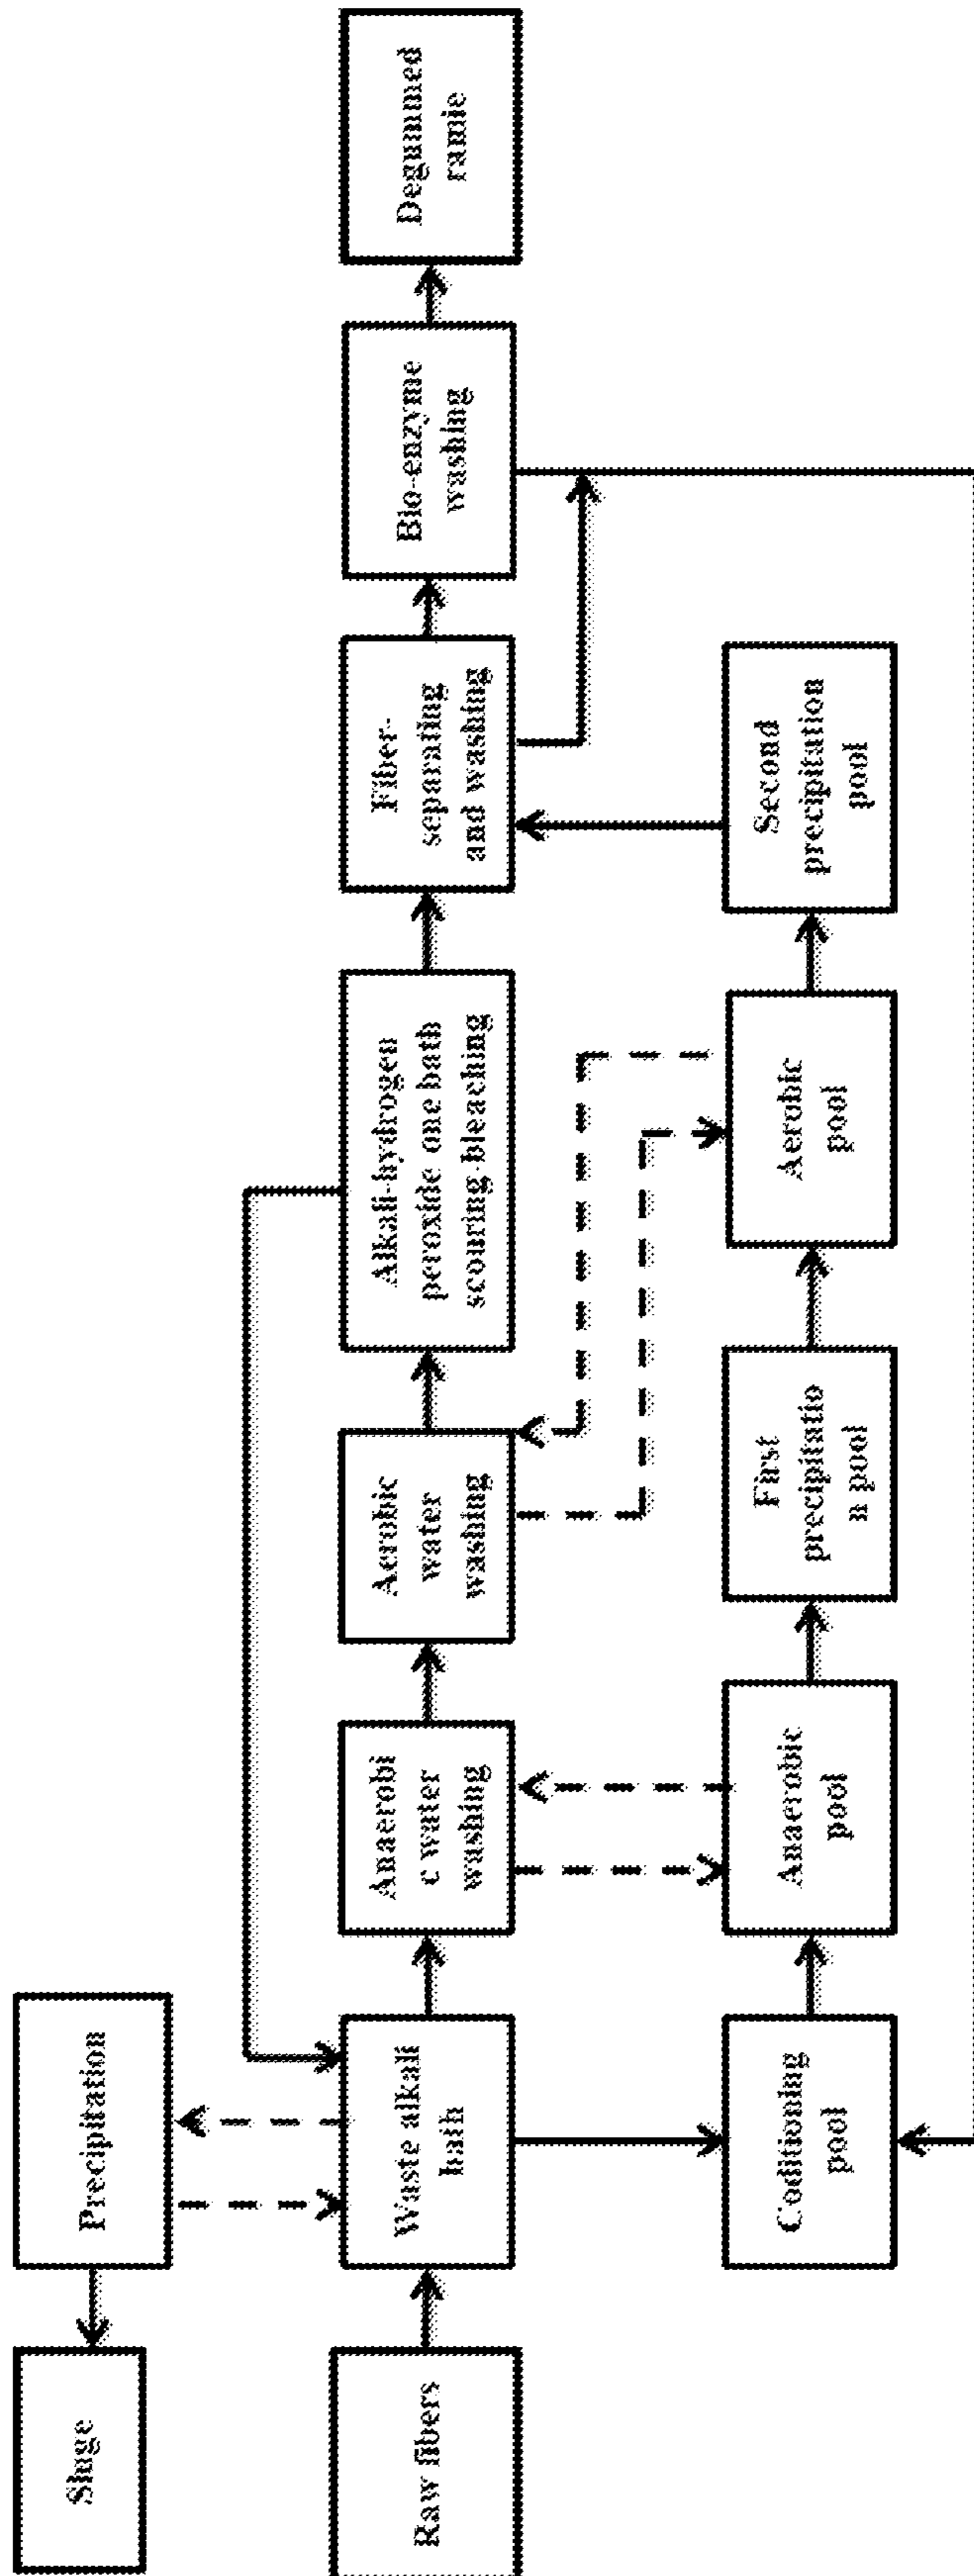 Sluge
Precipitation
Raw fibers
Waste alkali
bath
Anaerobi
c water
washing
Aerobic
water
washing
Alkali-hydrogen
peroxide one bath
scouring-bleaching
Fiber-
separating
and washing
Bio-enzyme
washing
Degummed
ramie
Coditioning
pool
Anaerobic
pool
First
precipitatio
n pool
Aerobic
pool
Second
precipitation
pool